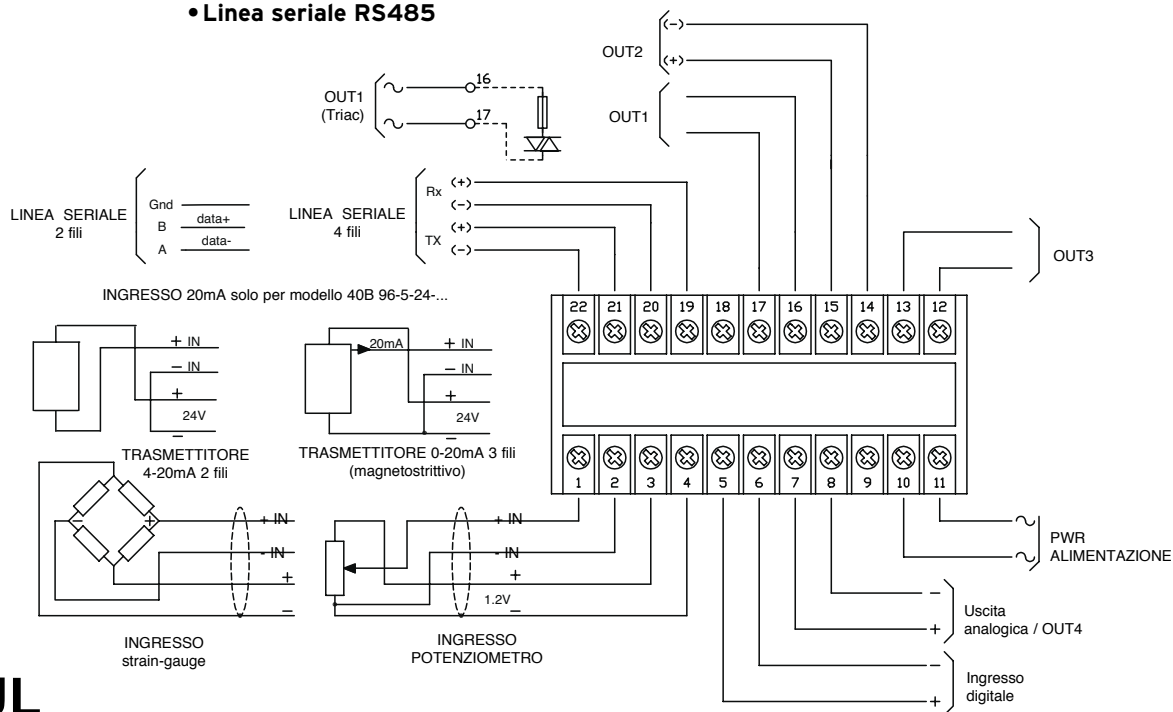 • Linea seriale RS485
OUT2
(-)
(+)
OUT1
OUT1
(Triac)
16
17
LINEA SERIALE
2 fili
Gnd
B data+
A data-
LINEA SERIALE
4 fili
Rx (+)
(-)
TX (+)
(-)
OUT3
INGRESSO 20mA solo per modello 40B 96-5-24-...
22 21 20 19 18 17 16 15 14 13 12
+ IN
- IN
+
24V
-
TRASMETTITORE
4-20mA 2 fili
20mA
+ IN
- IN
+
24V
-
TRASMETTITORE 0-20mA 3 fili
(magnetostrittivo)
1 2 3 4 5 6 7 8 9 10 11
- +
+ IN
- IN
+
-
INGRESSO
strain-gauge
+ IN
- IN
+
1.2V
-
INGRESSO
POTENZIOMETRO
PWR
ALIMENTAZIONE
-
+
Uscita
analogica / OUT4
-
+
Ingresso
digitale